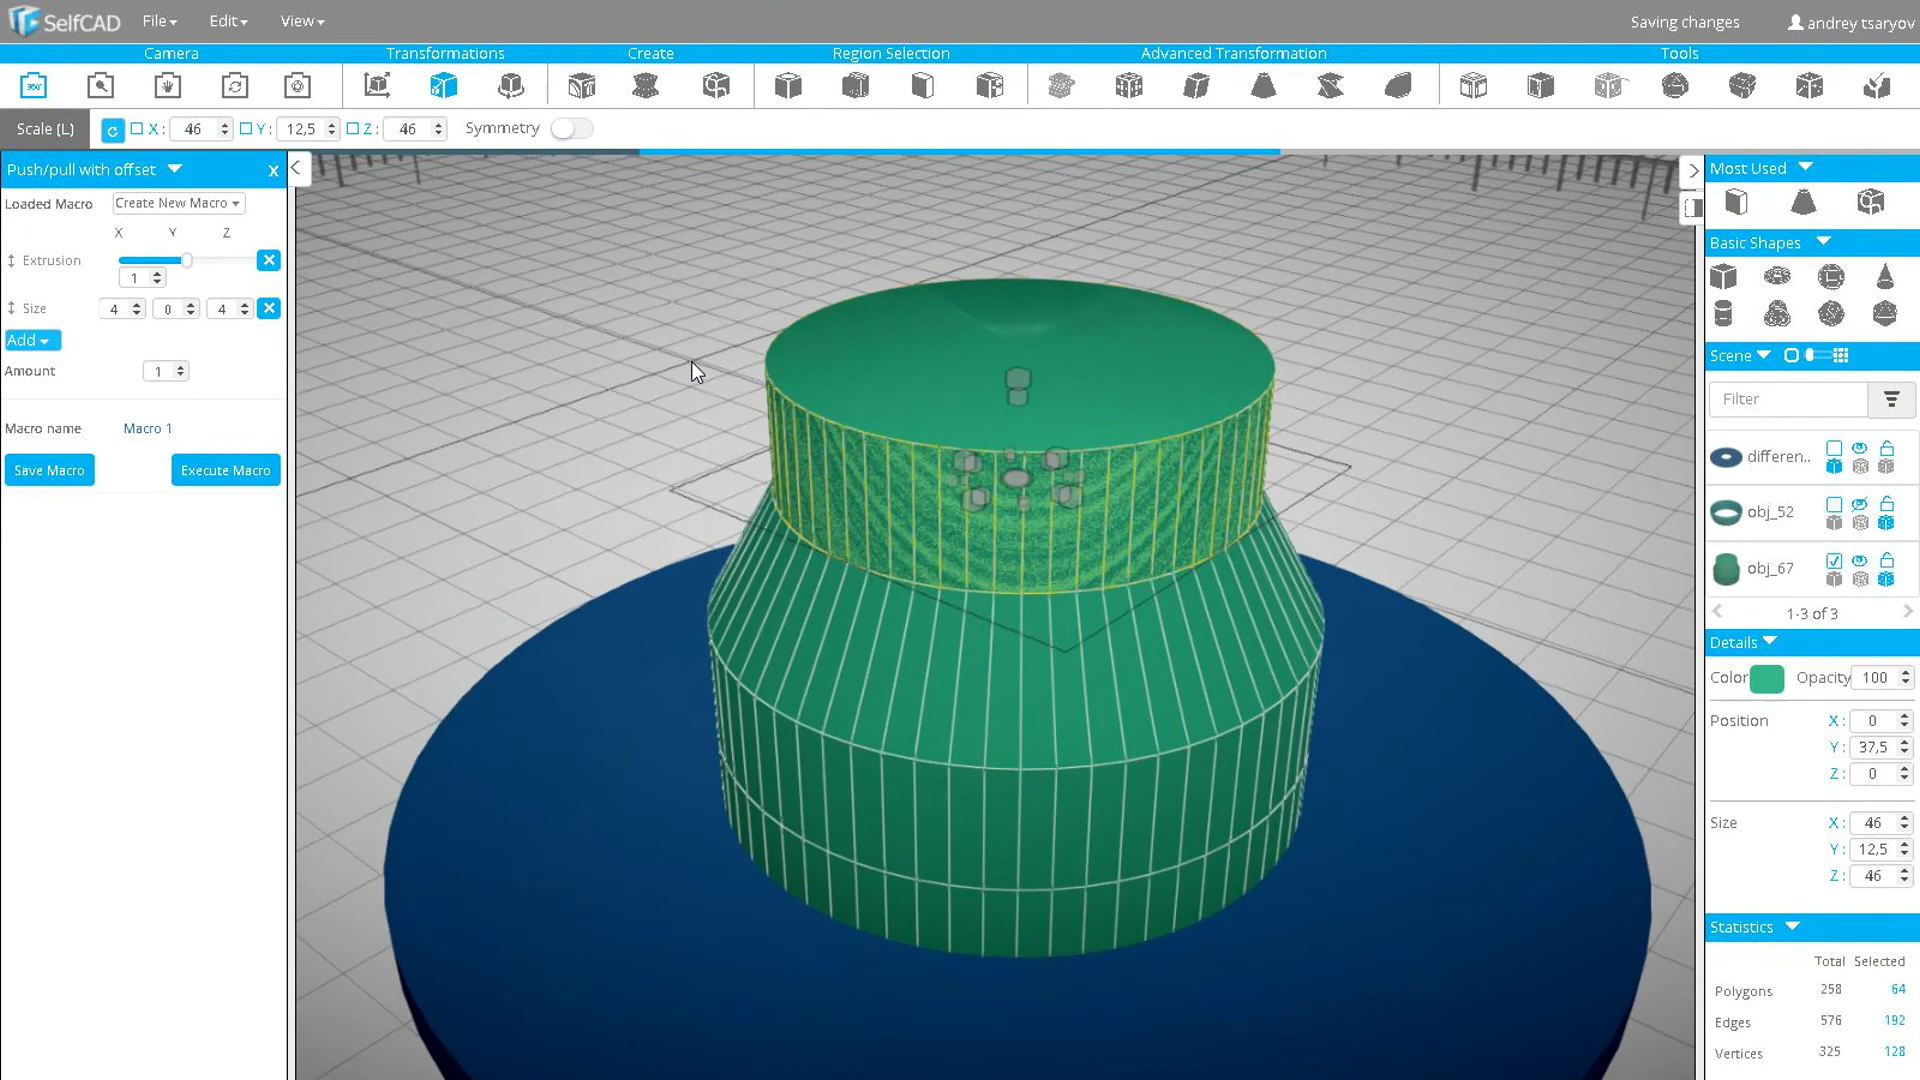 SelfCAD File Edit View Saving changes andrey tsaryov
Camera Transformations Create Region Selection Advanced Transformation Tools
Scale (L) X : 46 Y : 12,5 Z : 46 Symmetry
Push/pull with offset x
Loaded Macro Create New Macro
X Y Z
Extrusion
1
Size 4 0 4
Add
Amount 1
Macro name Macro 1
Save Macro Execute Macro
Most Used
Basic Shapes
Scene
Filter
differen..
obj_52
obj_67
1-3 of 3
Details
Color Opacity 100
Position X : 0
Y : 37,5
Z : 0
Size X : 46
Y : 12,5
Z : 46
Statistics
Total Selected
Polygons 258 64
Edges 576 192
Vertices 325 128